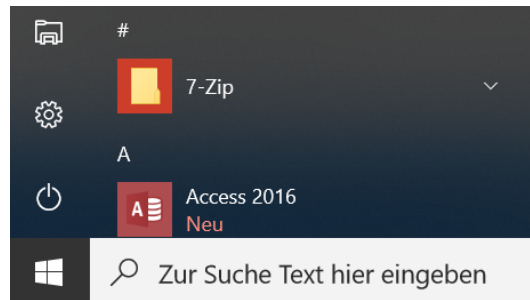 #
7-Zip
A
Access 2016
Neu
Zur Suche Text hier eingeben